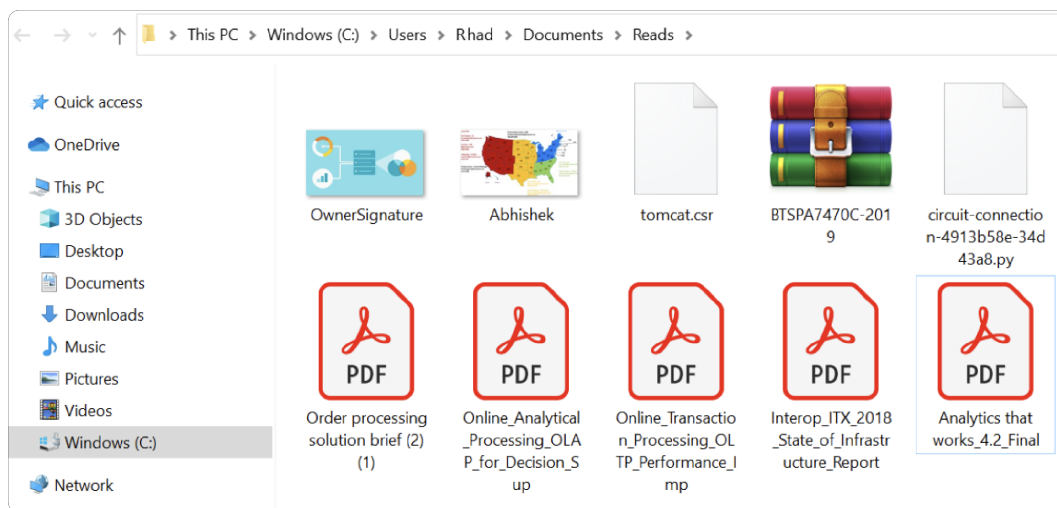 This PC > Windows (C:) > Users > Rhad > Documents > Reads >
Quick access
OneDrive
This PC
3D Objects
Desktop
Documents
Downloads
Music
Pictures
Videos
Windows (C:)
Network
OwnerSignature
Abhishek
tomcat.csr
BTSPA7470C-201
9
circuit-connectio
n-4913b58e-34d
43a8.py
PDF
Order processing
solution brief (2)
(1)
PDF
Online_Analytical
_Processing_OLA
P_for_Decision_S
up
PDF
Online_Transactio
n_Processing_OL
TP_Performance_I
mp
PDF
Interop_ITX_2018
_State_of_Infrastr
ucture_Report
PDF
Analytics that
works_4.2_Final